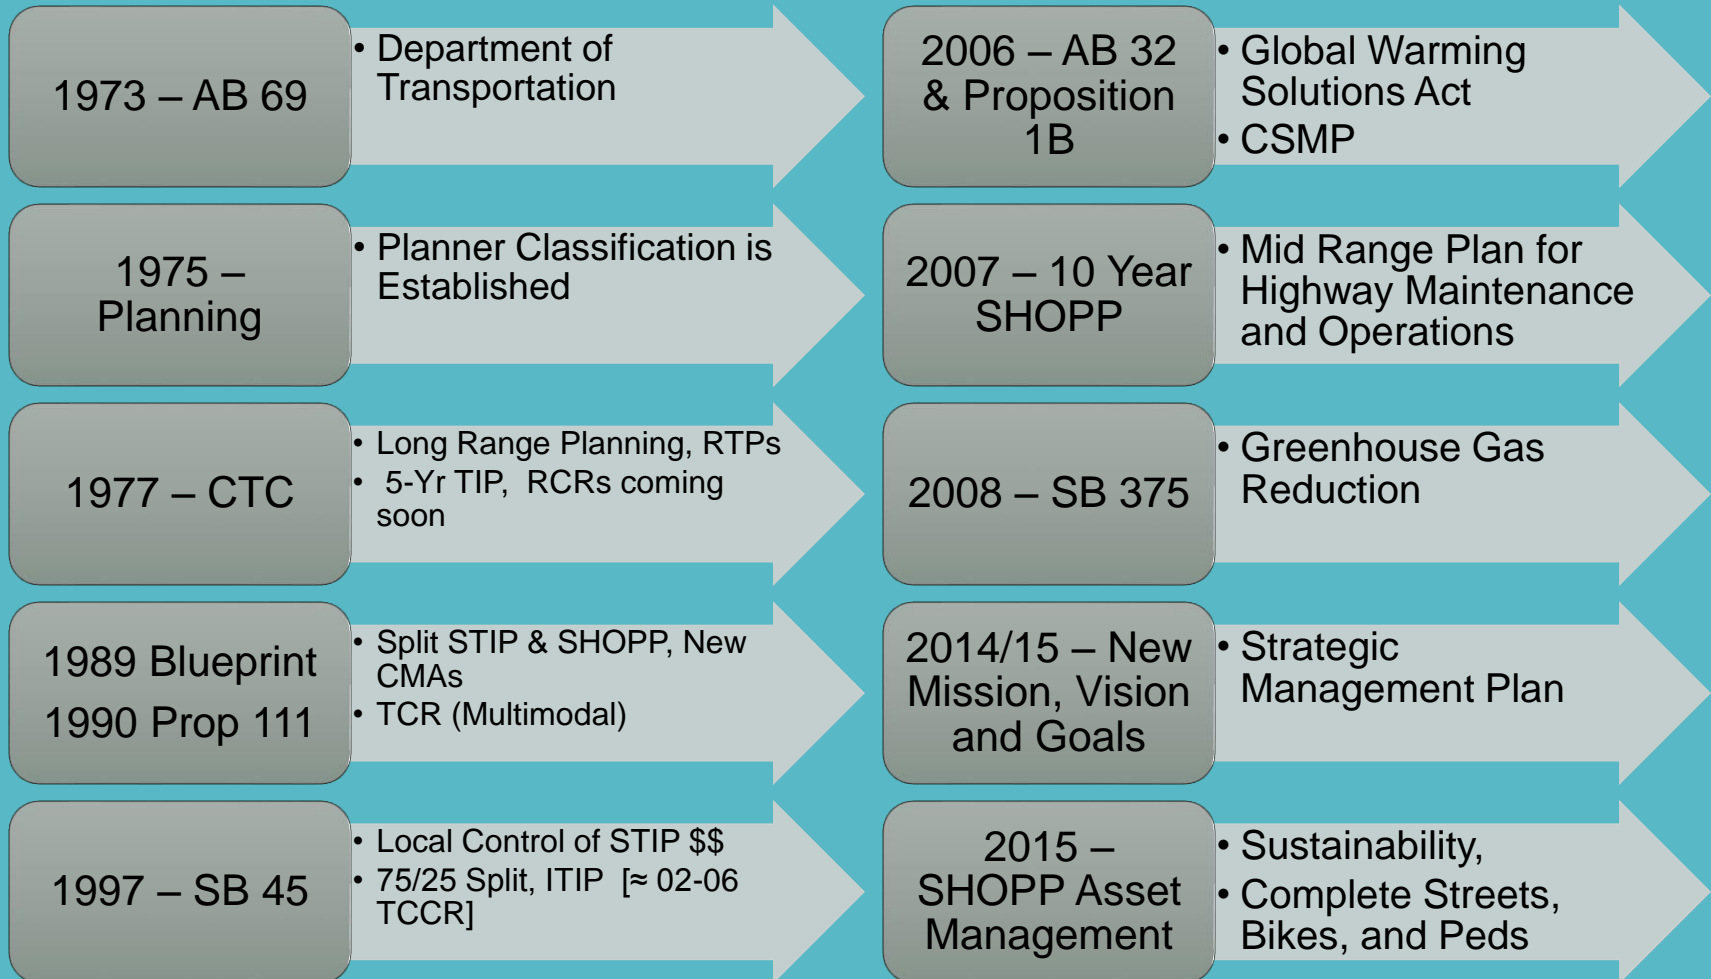 1973 – AB 69
• Department of
Transportation
1975 –
Planning
• Planner Classification is
Established
1977 – CTC
• Long Range Planning, RTPs
• 5-Yr TIP, RCRs coming
soon
1989 Blueprint
1990 Prop 111
• Split STIP & SHOPP, New
CMAs
• TCR (Multimodal)
1997 – SB 45
• Local Control of STIP $$
• 75/25 Split, ITIP [≈ 02-06
TCCR]
2006 – AB 32
& Proposition
1B
• Global Warming
Solutions Act
• CSMP
2007 – 10 Year
SHOPP
• Mid Range Plan for
Highway Maintenance
and Operations
2008 – SB 375
• Greenhouse Gas
Reduction
2014/15 – New
Mission, Vision
and Goals
• Strategic
Management Plan
2015 –
SHOPP Asset
Management
• Sustainability,
• Complete Streets,
Bikes, and Peds